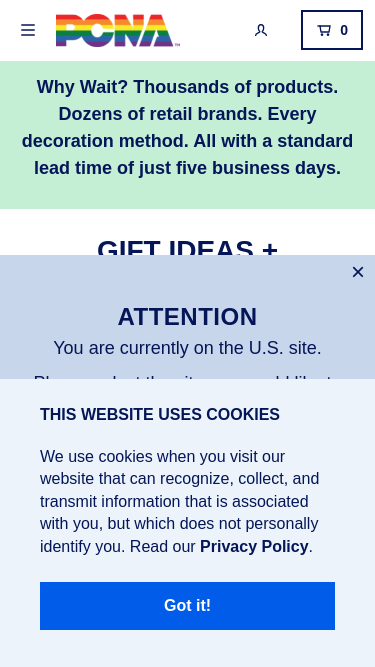 PCNA
0
Why Wait? Thousands of products.
Dozens of retail brands. Every
decoration method. All with a standard
lead time of just five business days.
GIFT IDEAS +
×
ATTENTION
You are currently on the U.S. site.
THIS WEBSITE USES COOKIES
We use cookies when you visit our
website that can recognize, collect, and
transmit information that is associated
with you, but which does not personally
identify you. Read our Privacy Policy.
Got it!